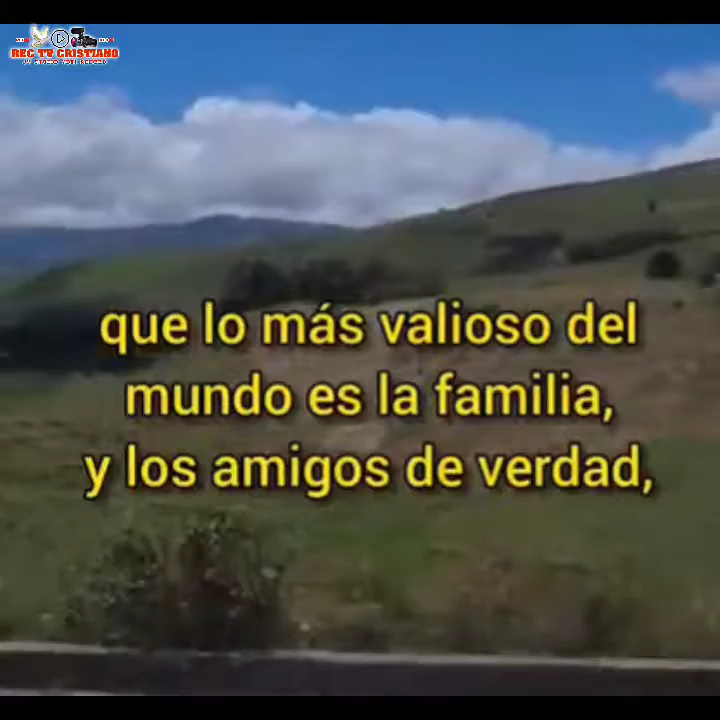 REC TV CRISTIANO
que lo más valioso del
mundo es la familia,
y los amigos de verdad,